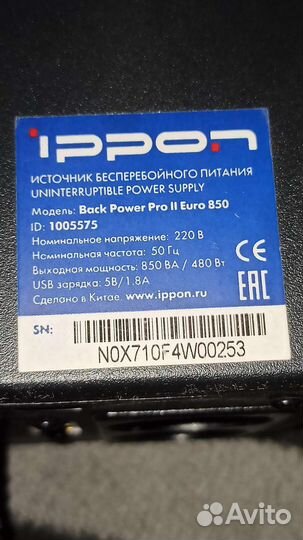 ippon
ИСТОЧНИК БЕСПЕРЕБОЙНОГО ПИТАНИЯ
UNINTERRUPTIBLE POWER SUPPLY
Модель: Back Power Pro II Euro 850
ID: 1005575
Номинальное напряжение: 220 В
Номинальная частота: 50 Гц
Выходная мощность: 850 ВА / 480 Вт
USB зарядка: 5В/1.8А
Сделано в Китае. www.ippon.ru
CE
EAC
SN:
N0X710F4W00253
Avito